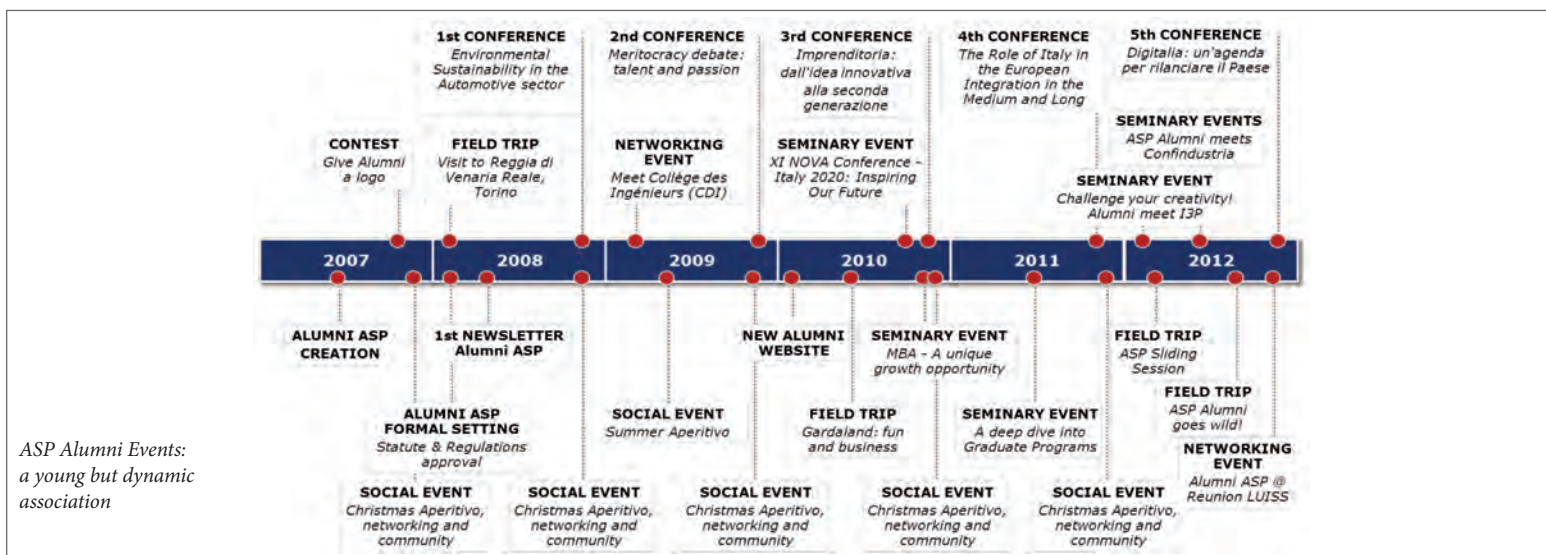 1st CONFERENCE
Environmental
Sustainability in the
Automotive sector
2nd CONFERENCE
Meritocracy debate:
talent and passion
3rd CONFERENCE
Imprenditoria:
dall'idea innovativa
alla seconda
generazione
4th CONFERENCE
The Role of Italy in
the European
Integration in the
Medium and Long
5th CONFERENCE
Digitalia: un'agenda
per rilanciare il Paese
CONTEST
Give Alumni
a logo
FIELD TRIP
Visit to Reggia di
Venaria Reale,
Torino
NETWORKING
EVENT
Meet Collège des
Ingénieurs (CDI)
SEMINARY EVENT
XI NOVA Conference -
Italy 2020: Inspiring
Our Future
SEMINARY EVENTS
ASP Alumni meets
Confindustria
SEMINARY EVENT
Challenge your creativity!
Alumni meet I3P
2007
2008
2009
2010
2011
2012
ALUMNI ASP
CREATION
1st NEWSLETTER
Alumni ASP
NEW ALUMNI
WEBSITE
SEMINARY EVENT
MBA - A unique
growth opportunity
FIELD TRIP
ASP Sliding
Session
ALUMNI ASP
FORMAL SETTING
Statute & Regulations
approval
SOCIAL EVENT
Summer Aperitivo
FIELD TRIP
Gardaland: fun
and business
SEMINARY EVENT
A deep dive into
Graduate Programs
FIELD TRIP
ASP Alumni
goes wild!
NETWORKING
EVENT
Alumni ASP @
Reunion LUISS
SOCIAL EVENT
Christmas Aperitivo,
networking and
community
SOCIAL EVENT
Christmas Aperitivo,
networking and
community
SOCIAL EVENT
Christmas Aperitivo,
networking and
community
SOCIAL EVENT
Christmas Aperitivo,
networking and
community
SOCIAL EVENT
Christmas Aperitivo,
networking and
community
ASP Alumni Events:
a young but dynamic
association